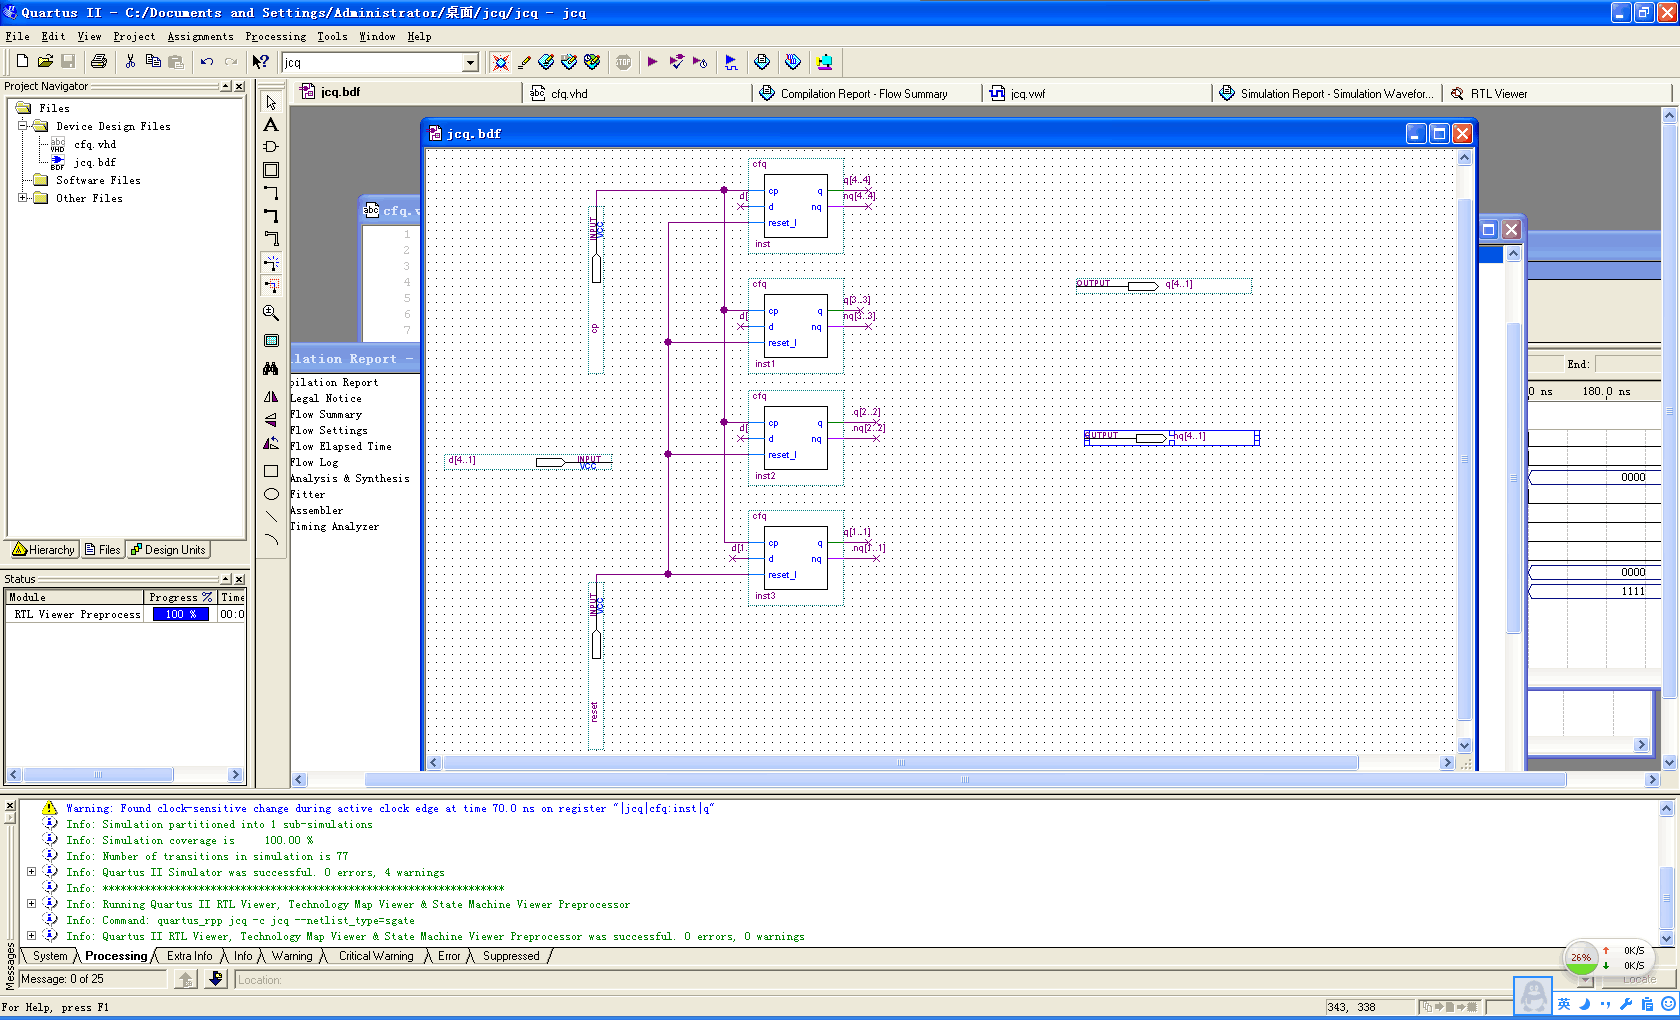 Quartus II - C:/Documents and Settings/Administrator/桌面/jcq/jcq - jcq
File Edit View Project Assignments Processing Tools Window Help
jcq
STOP
Project Navigator
Files
Device Design Files
cfq.vhd
jcq.bdf
Software Files
Other Files
Hierarchy Files Design Units
Status
Module Progress % Time
RTL Viewer Preprocess 100 % 00:0
jcq.bdf
cfq.vhd
Compilation Report - Flow Summary
jcq.vwf
Simulation Report - Simulation Wavefor...
RTL Viewer
abc cfq.v
1
2
3
4
5
6
7
lation Report -
pilation Report
Legal Notice
Flow Summary
Flow Settings
Flow Elapsed Time
Flow Log
Analysis & Synthesis
Fitter
Assembler
Timing Analyzer
jcq.bdf
cfq
cp q
d nq
reset_l
inst
d[
q[4..4]
nq[4..4]
cfq
cp q
d nq
reset_l
inst1
d[
q[3..3]
nq[3..3]
cfq
cp q
d nq
reset_l
inst2
d[
q[2..2]
nq[2..2]
cfq
cp q
d nq
reset_l
inst3
d[1.
q[1..1]
nq[1..1]
INPUT
VCC
cp
d[4..1]
INPUT
VCC
INPUT
VCC
reset
OUTPUT q[4..1]
OUTPUT nq[4..1]
End:
0 ns 180.0 ns
0000
0000
1111
Warning: Found clock-sensitive change during active clock edge at time 70.0 ns on register "|jcq|cfq:inst|q"
Info: Simulation partitioned into 1 sub-simulations
Info: Simulation coverage is 100.00 %
Info: Number of transitions in simulation is 77
Info: Quartus II Simulator was successful. 0 errors, 4 warnings
Info: *******************************************************************
Info: Running Quartus II RTL Viewer, Technology Map Viewer & State Machine Viewer Preprocessor
Info: Command: quartus_rpp jcq -c jcq --netlist_type=sgate
Info: Quartus II RTL Viewer, Technology Map Viewer & State Machine Viewer Preprocessor was successful. 0 errors, 0 warnings
System Processing Extra Info Info Warning Critical Warning Error Suppressed
Messages
Message: 0 of 25
Location:
Locate
26%
0K/S
0K/S
For Help, press F1
343, 338
英